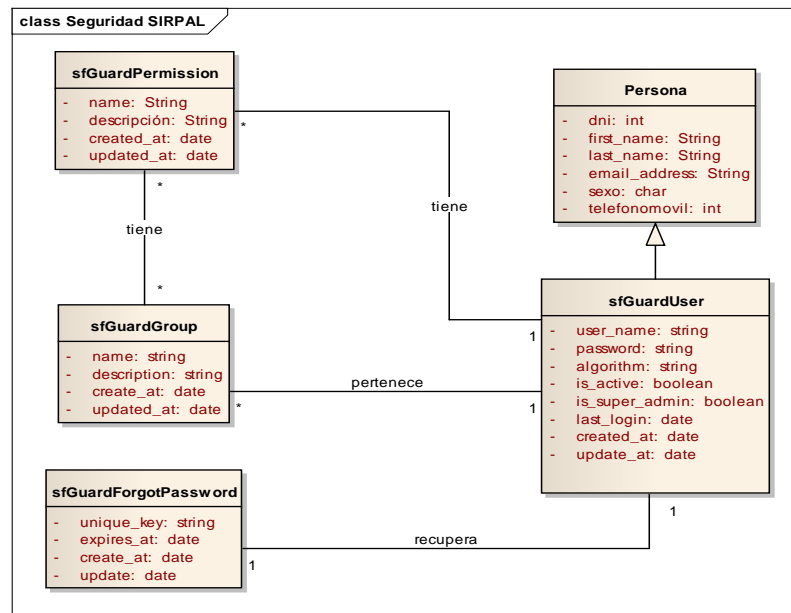 class Seguridad SIRPAL
sfGuardPermission
- name: String
- descripción: String
- created_at: date
- updated_at: date
Persona
- dni: int
- first_name: String
- last_name: String
- email_address: String
- sexo: char
- telefonomovil: int
*
*
tiene
tiene
*
sfGuardGroup
- name: string
- description: string
- create_at: date
- updated_at: date
sfGuardUser
- user_name: string
- password: string
- algorithm: string
- is_active: boolean
- is_super_admin: boolean
- last_login: date
- created_at: date
- update_at: date
1
pertenece
*
1
sfGuardForgotPassword
- unique_key: string
- expires_at: date
- create_at: date
- update: date
1
recupera
1